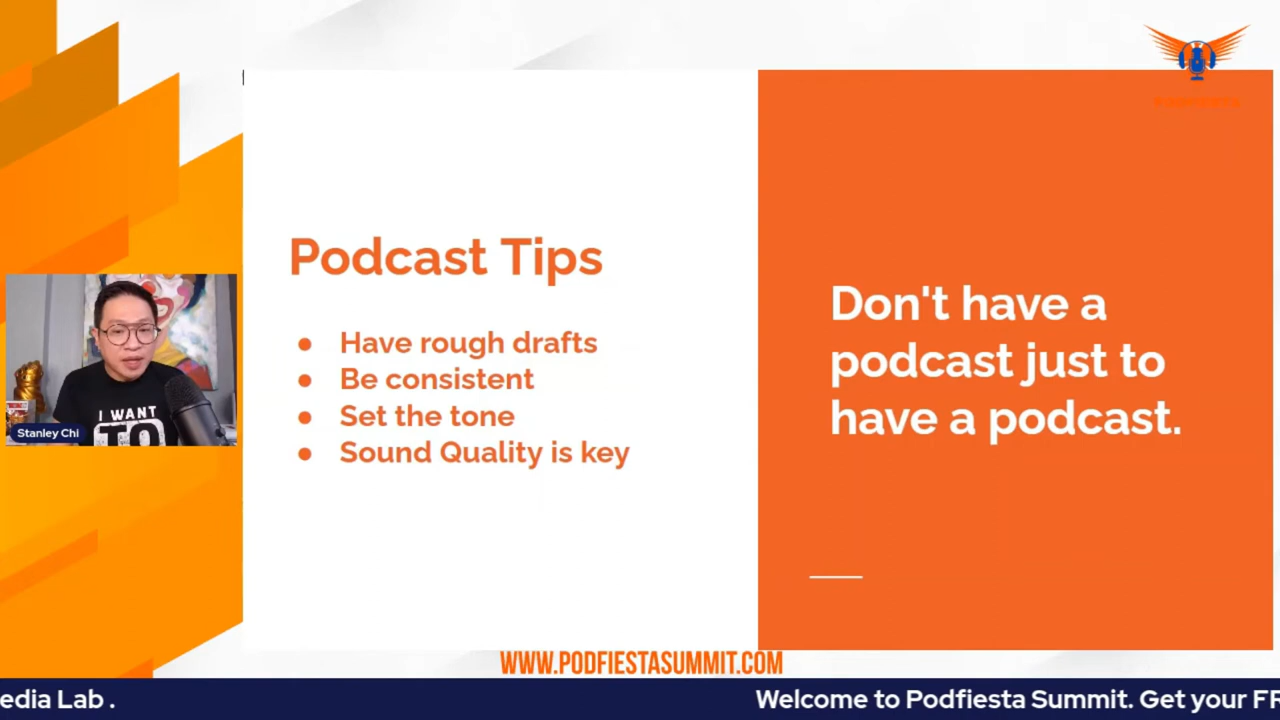 Podcast Tips
● Have rough drafts
● Be consistent
● Set the tone
● Sound Quality is key
Don't have a
podcast just to
have a podcast.
I WANT
TO
Stanley Chi
WWW.PODFIESTASUMMIT.COM
edia Lab .
Welcome to Podfiesta Summit. Get your FR